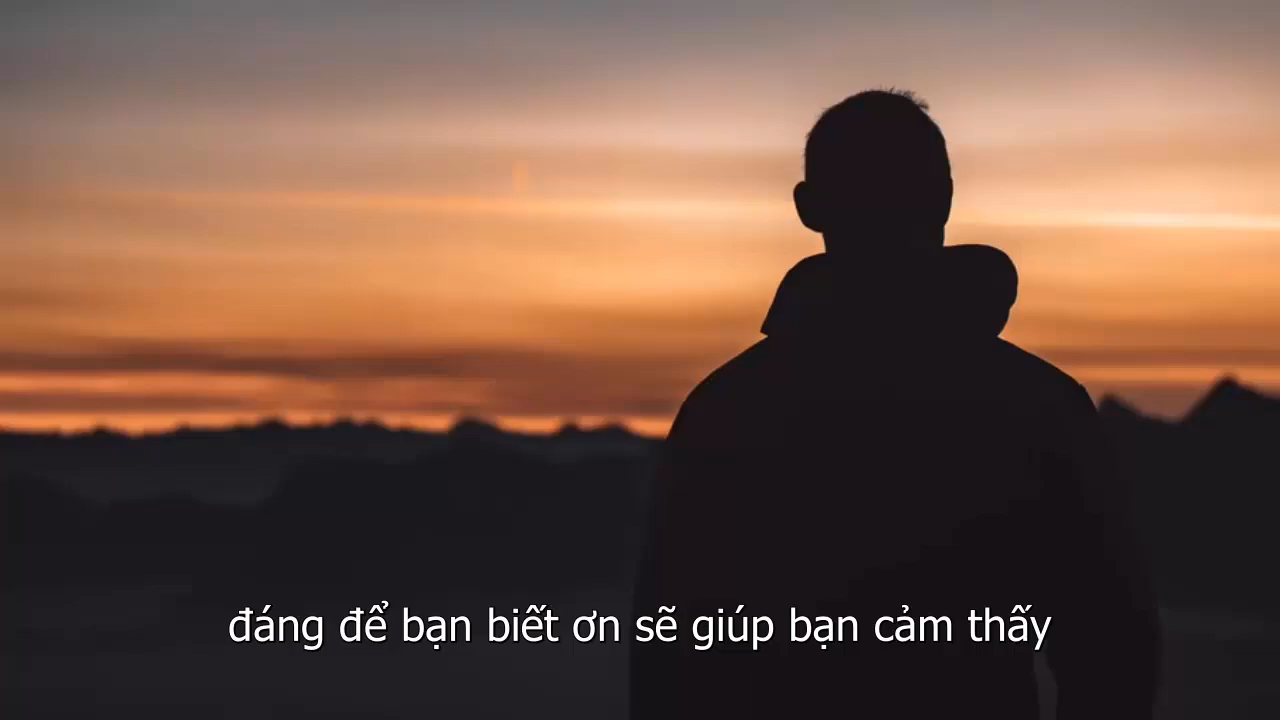 đáng để bạn biết ơn sẽ giúp bạn cảm thấy